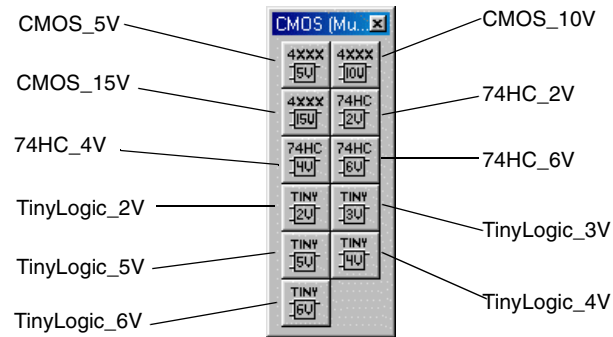 CMOS_5V
CMOS (Mu...
CMOS_10V
4XXX 5V
4XXX 10V
CMOS_15V
4XXX 15V
74HC 2V
74HC_2V
74HC_4V
74HC 4V
74HC 6V
74HC_6V
TinyLogic_2V
TINY 2V
TINY 3V
TinyLogic_3V
TinyLogic_5V
TINY 5V
TINY 4V
TinyLogic_4V
TinyLogic_6V
TINY 6V